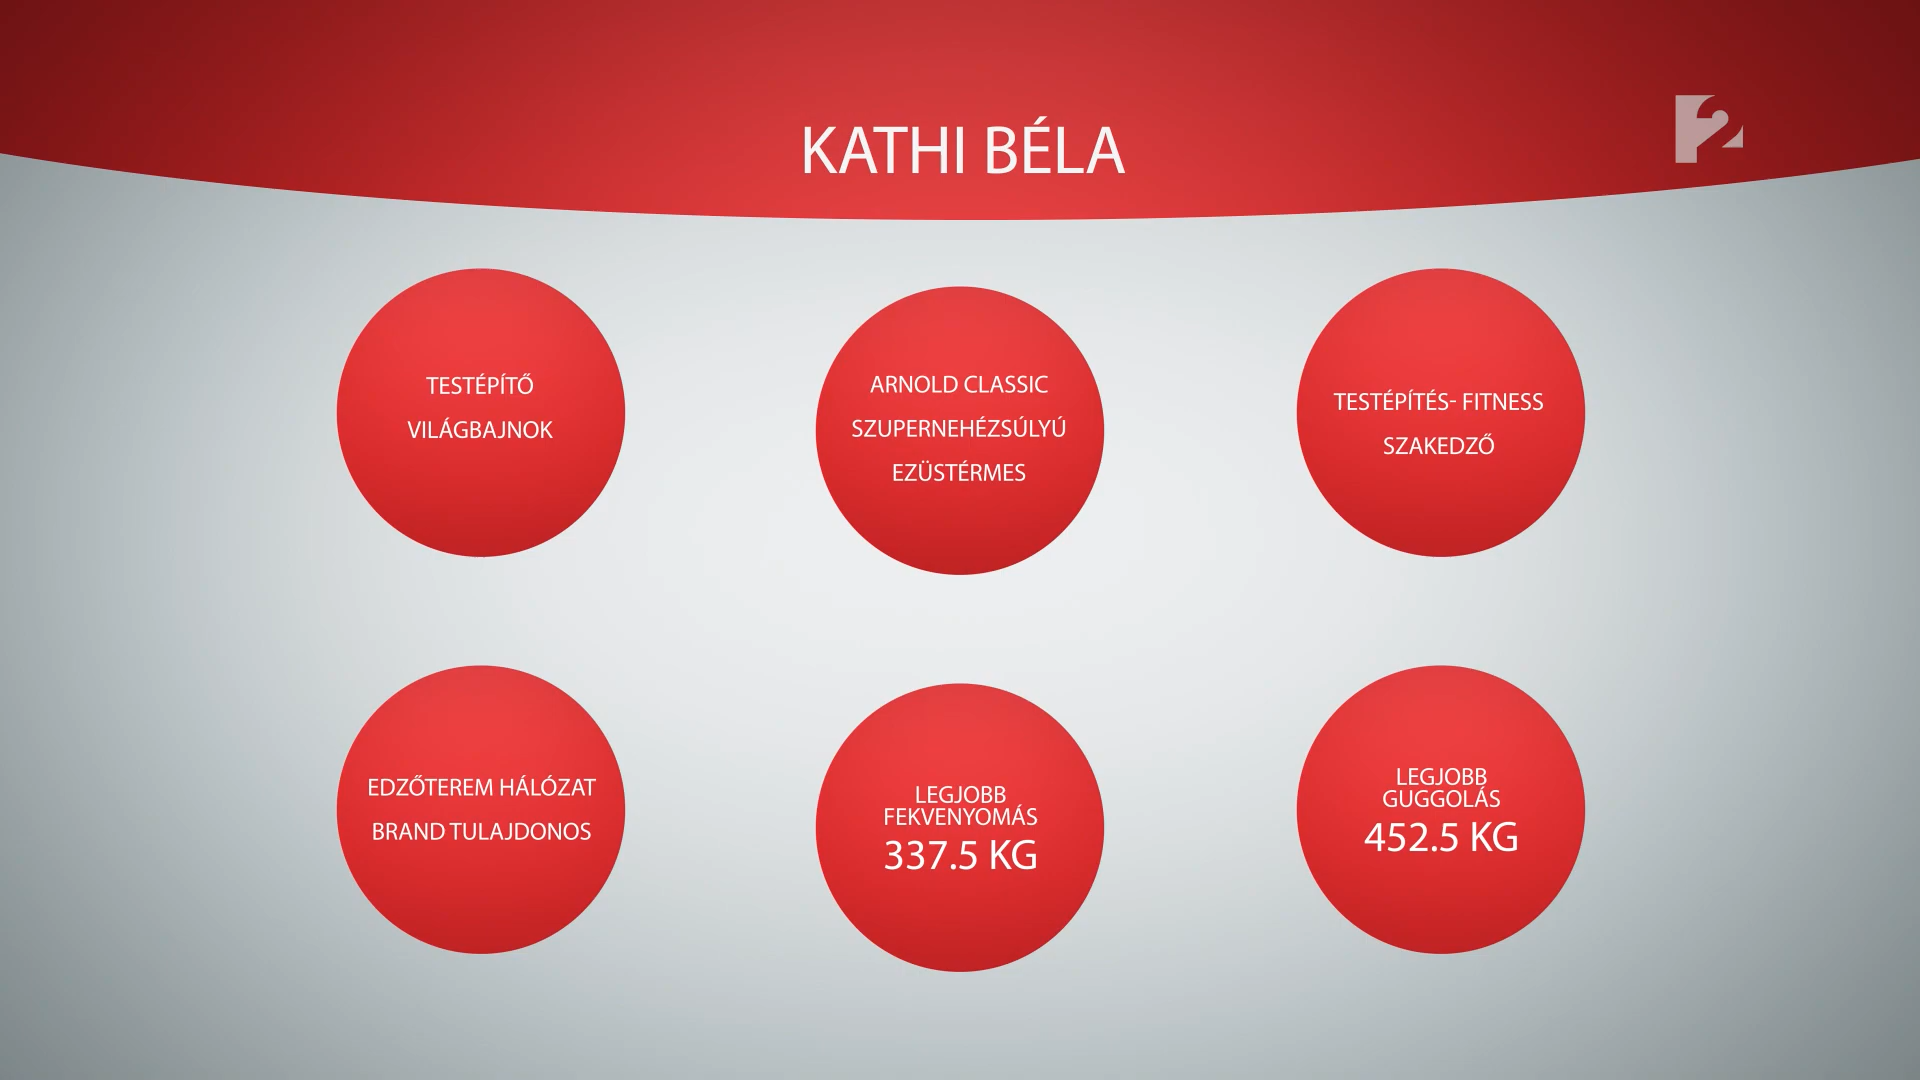 KATHI BÉLA
TESTÉPÍTŐ
VILÁGBAJNOK
ARNOLD CLASSIC
SZUPERNEHÉZSÚLYÚ
EZÜSTÉRMES
TESTÉPÍTÉS- FITNESS
SZAKEDZŐ
EDZŐTEREM HÁLÓZAT
BRAND TULAJDONOS
LEGJOBB
FEKVENYOMÁS
337.5 KG
LEGJOBB
GUGGOLÁS
452.5 KG